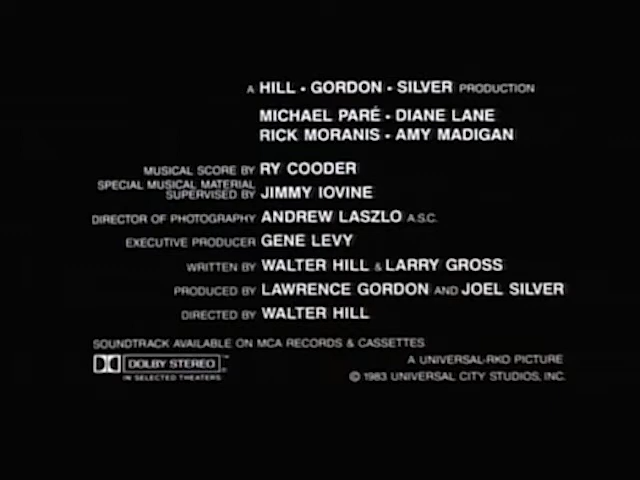 A HILL - GORDON - SILVER PRODUCTION
MICHAEL PARÉ - DIANE LANE
RICK MORANIS - AMY MADIGAN
MUSICAL SCORE BY RY COODER
SPECIAL MUSICAL MATERIAL
SUPERVISED BY JIMMY IOVINE
DIRECTOR OF PHOTOGRAPHY ANDREW LASZLO A.S.C.
EXECUTIVE PRODUCER GENE LEVY
WRITTEN BY WALTER HILL & LARRY GROSS
PRODUCED BY LAWRENCE GORDON AND JOEL SILVER
DIRECTED BY WALTER HILL
SOUNDTRACK AVAILABLE ON MCA RECORDS & CASSETTES
DOLBY STEREO™
IN SELECTED THEATERS
A UNIVERSAL-RKO PICTURE
© 1983 UNIVERSAL CITY STUDIOS, INC.